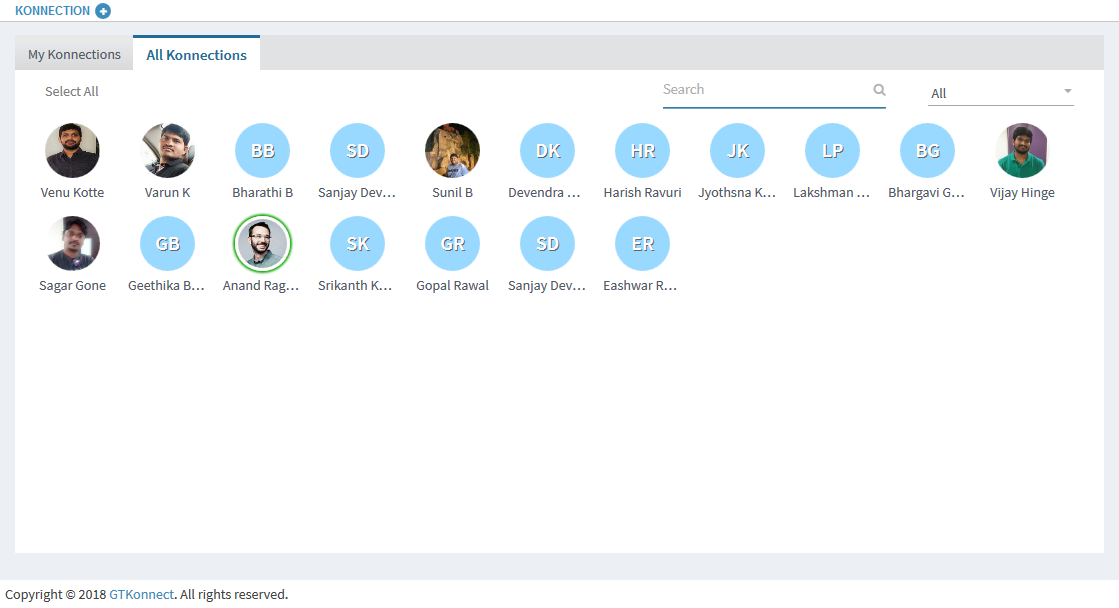 KONNECTION
My Konnections All Konnections
Select All Search All
BB SD DK HR JK LP BG
Venu Kotte Varun K Bharathi B Sanjay Dev... Sunil B Devendra ... Harish Ravuri Jyothsna K... Lakshman ... Bhargavi G... Vijay Hinge
GB SK GR SD ER
Sagar Gone Geethika B... Anand Rag... Srikanth K... Gopal Rawal Sanjay Dev... Eashwar R...
Copyright © 2018 GTKonnect. All rights reserved.